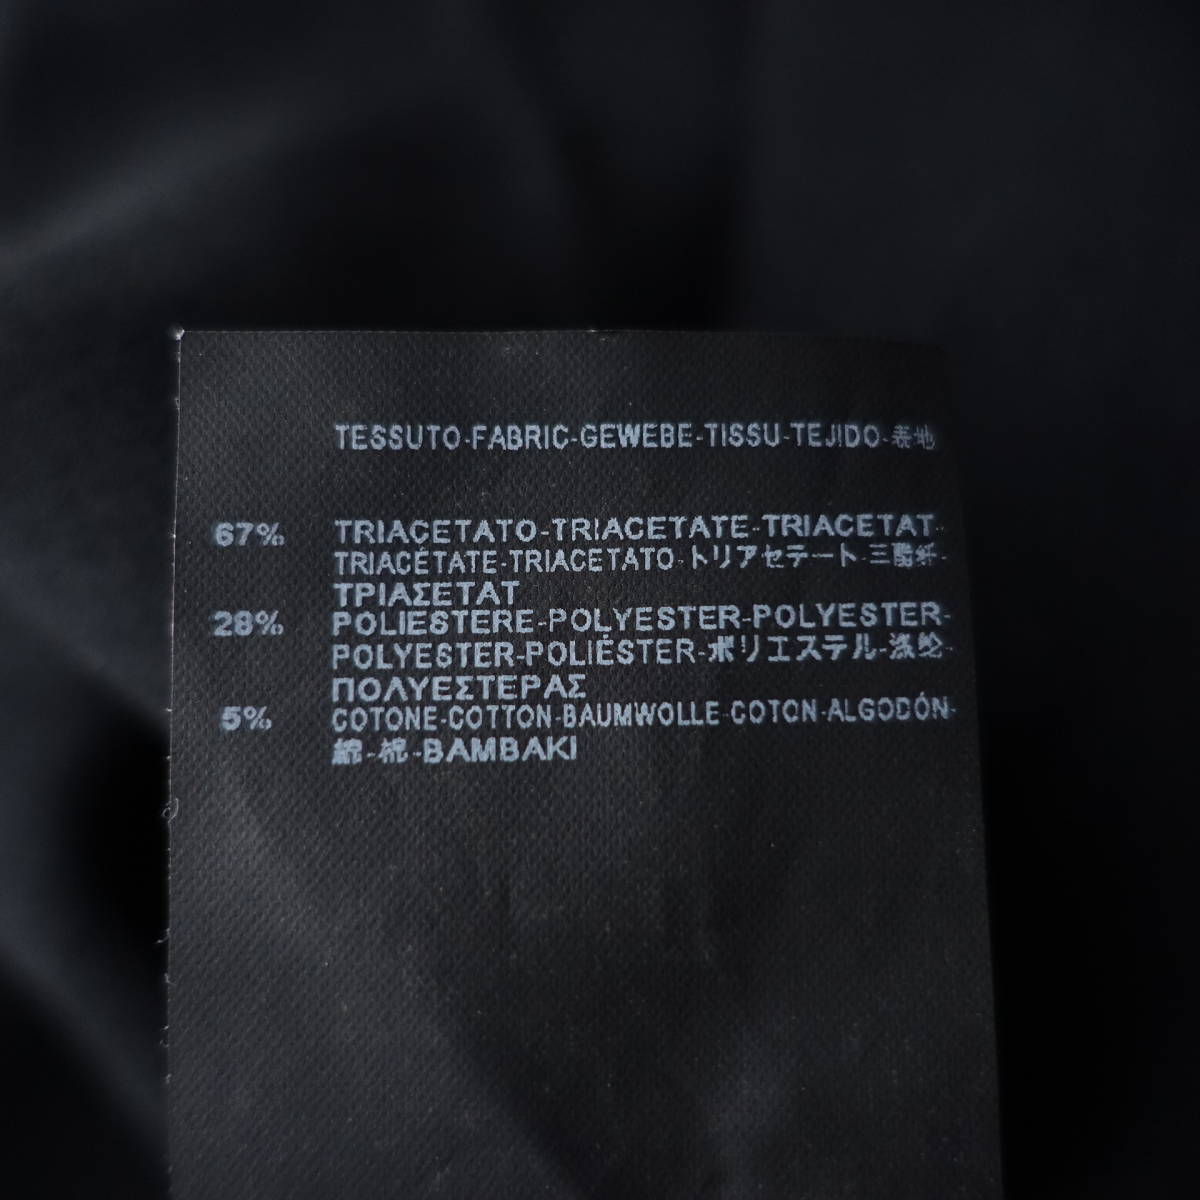 TESSUTO-FABRIC-GEWEBE-TISSU-TEJIDO-表地
67% TRIACETATO-TRIACETATE-TRIACETAT-
TRIACÉTATE-TRIACETATO-トリアセテート-三醋纤-
ΤΡΙΑΣΕΤΑΤ
28% POLIESTERE-POLYESTER-POLYESTER-
POLYESTER-POLIÉSTER-ポリエステル-涤纶-
ΠΟΛΥΕΣΤΕΡΑΣ
5% COTONE-COTTON-BAUMWOLLE-COTON-ALGODÓN-
綿-棉-BAMBAKI